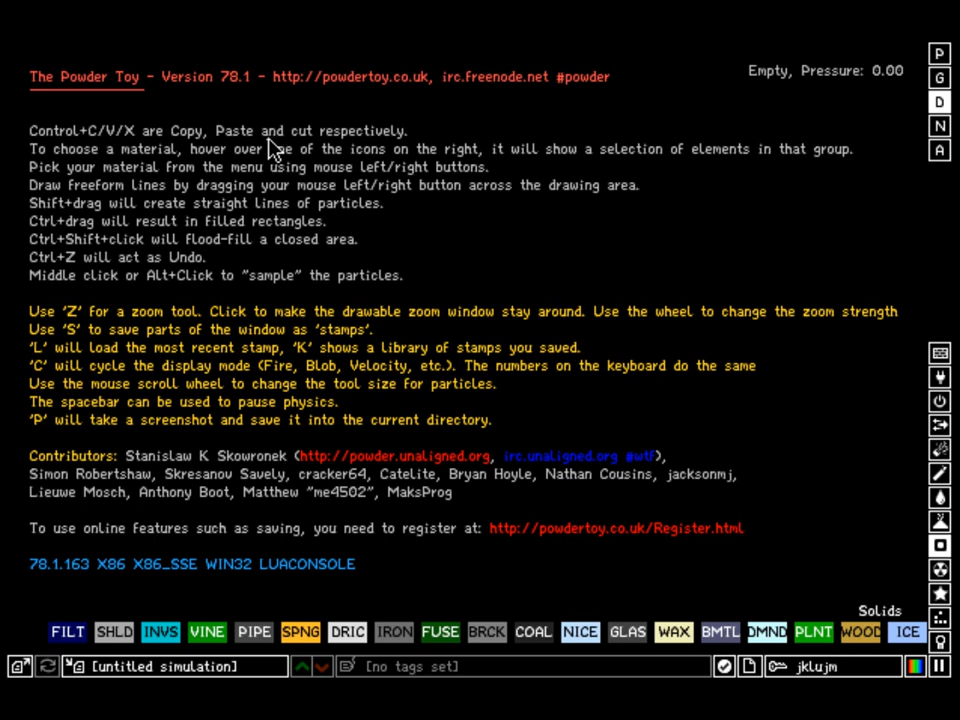 The Powder Toy - Version 78.1 - http://powdertoy.co.uk, irc.freenode.net #powder
Empty, Pressure: 0.00
Control+C/V/X are Copy, Paste and cut respectively.
To choose a material, hover over of the icons on the right, it will show a selection of elements in that group.
Pick your material from the menu using mouse left/right buttons.
Draw freeform lines by dragging your mouse left/right button across the drawing area.
Shift+drag will create straight lines of particles.
Ctrl+drag will result in filled rectangles.
Ctrl+Shift+click will flood-fill a closed area.
Ctrl+Z will act as Undo.
Middle click or Alt+Click to "sample" the particles.
Use 'Z' for a zoom tool. Click to make the drawable zoom window stay around. Use the wheel to change the zoom strength
Use 'S' to save parts of the window as 'stamps'.
'L' will load the most recent stamp, 'K' shows a library of stamps you saved.
'C' will cycle the display mode (Fire, Blob, Velocity, etc.). The numbers on the keyboard do the same
Use the mouse scroll wheel to change the tool size for particles.
The spacebar can be used to pause physics.
'P' will take a screenshot and save it into the current directory.
Contributors: Stanislaw K Skowronek (http://powder.unaligned.org, irc.unaligned.org #wtf),
Simon Robertshaw, Skresanov Savely, cracker64, Catelite, Bryan Hoyle, Nathan Cousins, jacksonmj,
Lieuwe Mosch, Anthony Boot, Matthew "me4502", MaksProg
To use online features such as saving, you need to register at: http://powdertoy.co.uk/Register.html
78.1.163 X86 X86_SSE WIN32 LUACONSOLE
P
G
D
N
A
Solids
FILT SHLD INVS VINE PIPE SPNG DRIC IRON FUSE BRCK COAL NICE GLAS WAX BMTL DMND PLNT WOOD ICE
[untitled simulation] [no tags set] jklujm